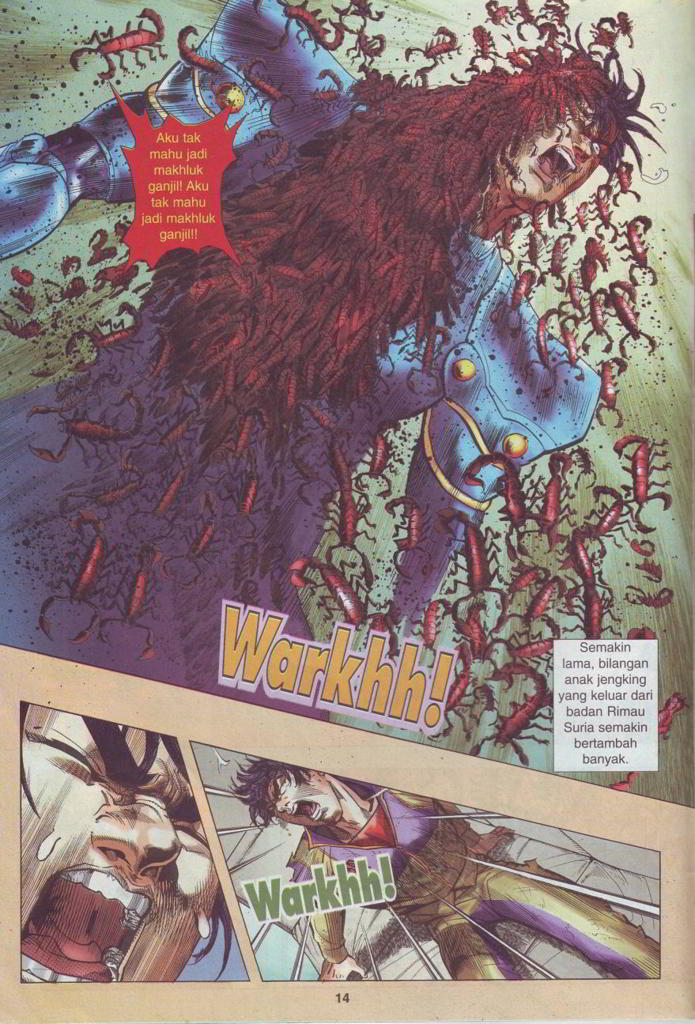 Aku tak
mahu jadi
makhluk
ganjil! Aku
tak mahu
jadi makhluk
ganjil!!
Warkhh!
Semakin
lama, bilangan
anak jengking
yang keluar dari
badan Rimau
Suria semakin
bertambah
banyak.
Warkhh!
14